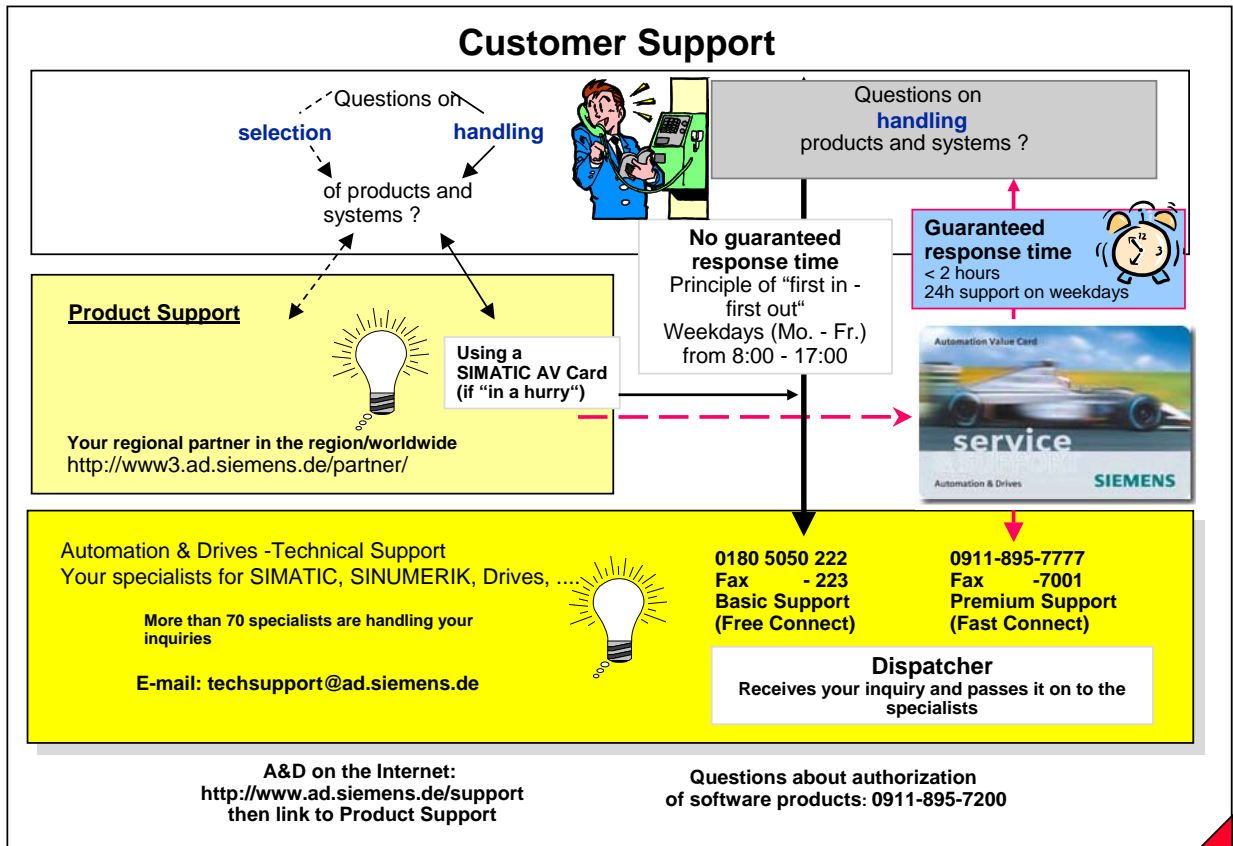 Customer Support
Questions on
selection handling
of products and
systems ?
Questions on
handling
products and systems ?
No guaranteed
response time
Principle of “first in -
first out“
Weekdays (Mo. - Fr.)
from 8:00 - 17:00
Guaranteed
response time
< 2 hours
24h support on weekdays
12
3
Product Support
Using a
SIMATIC AV Card
(if “in a hurry“)
Your regional partner in the region/worldwide
http://www3.ad.siemens.de/partner/
Automation Value Card
service
Automation & Drives SIEMENS
Automation & Drives -Technical Support
Your specialists for SIMATIC, SINUMERIK, Drives, ....
More than 70 specialists are handling your
inquiries
E-mail: techsupport@ad.siemens.de
0180 5050 222
Fax - 223
Basic Support
(Free Connect)
0911-895-7777
Fax -7001
Premium Support
(Fast Connect)
Dispatcher
Receives your inquiry and passes it on to the
specialists
A&D on the Internet:
http://www.ad.siemens.de/support
then link to Product Support
Questions about authorization
of software products: 0911-895-7200